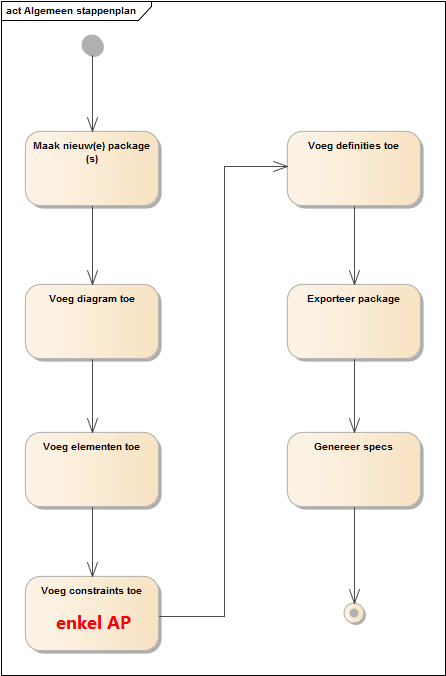 act Algemeen stappenplan
Maak nieuw(e) package
(s)
Voeg diagram toe
Voeg elementen toe
Voeg constraints toe
enkel AP
Voeg definities toe
Exporteer package
Genereer specs